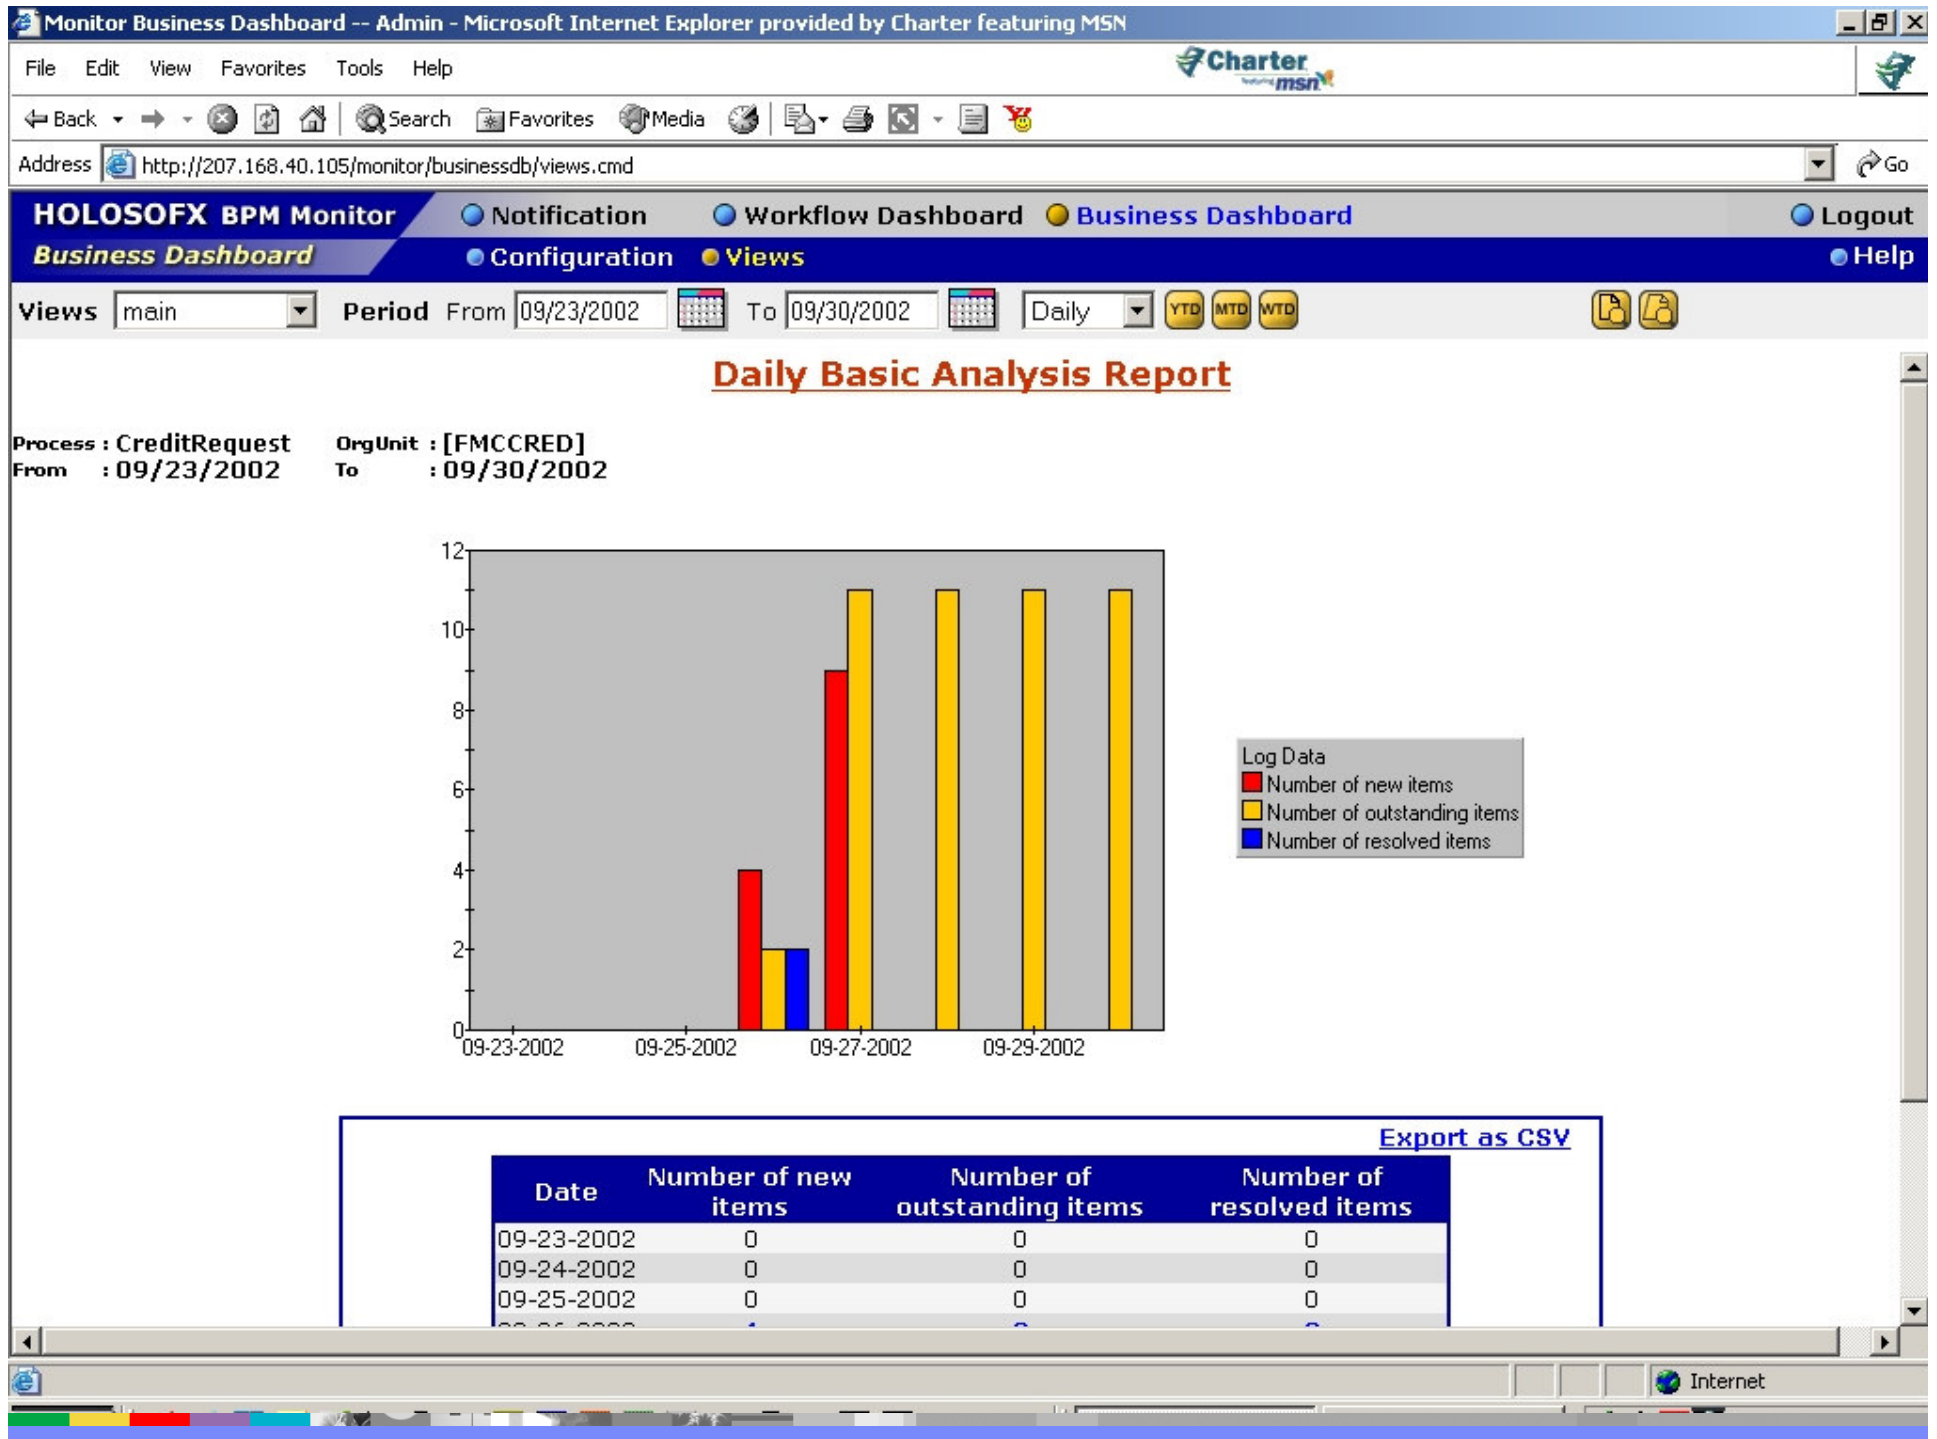 Monitor Business Dashboard -- Admin - Microsoft Internet Explorer provided by Charter featuring MSN
File Edit View Favorites Tools Help
Charter
msn
Back Search Favorites Media
Address http://207.168.40.105/monitor/businessdb/views.cmd Go
HOLOSOFX BPM Monitor Notification Workflow Dashboard Business Dashboard Logout
Business Dashboard Configuration Views Help
Views main Period From 09/23/2002 To 09/30/2002 Daily YTD MTD WTD
Daily Basic Analysis Report
Process : CreditRequest OrgUnit : [FMCCRED]
From : 09/23/2002 To : 09/30/2002
12
10
8
6
4
2
0
09-23-2002 09-25-2002 09-27-2002 09-29-2002
Log Data
Number of new items
Number of outstanding items
Number of resolved items
Export as CSV
Date Number of new items Number of outstanding items Number of resolved items
09-23-2002 0 0 0
09-24-2002 0 0 0
09-25-2002 0 0 0
Internet